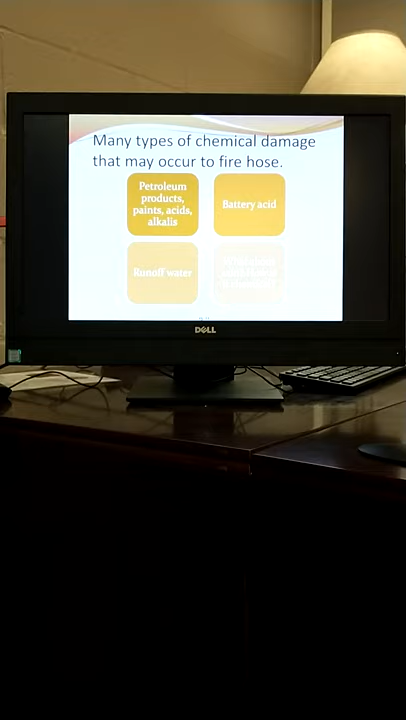 Many types of chemical damage
that may occur to fire hose.
Petroleum
products,
paints, acids,
alkalis
Battery acid
Runoff water
DELL